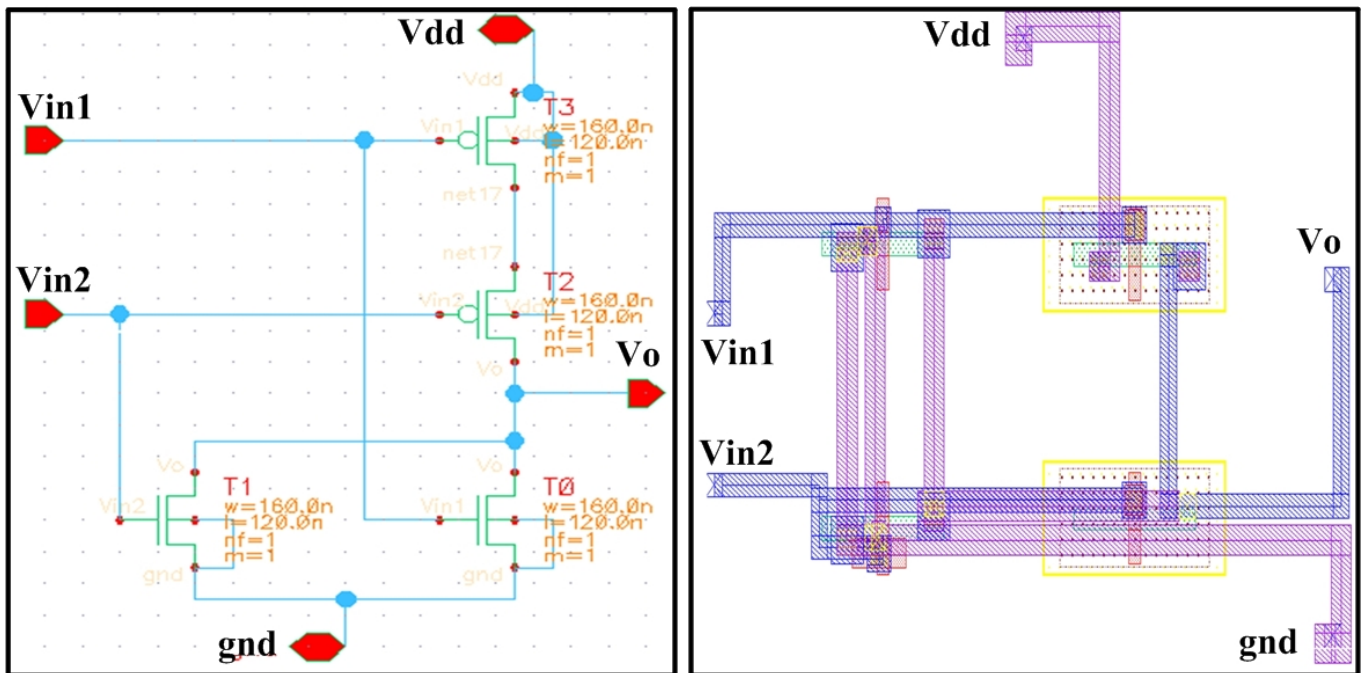 Vdd
Vdd
Vin1
T3
Vin1
Vdd
w=160.0n
l=120.0n
nf=1
m=1
net17
net17
Vin2
T2
Vin2
Vdd
w=160.0n
l=120.0n
nf=1
m=1
Vo
Vo
Vo
T1
Vin2
w=160.0n
l=120.0n
nf=1
m=1
gnd
Vo
T0
Vin1
w=160.0n
l=120.0n
nf=1
m=1
gnd
gnd
Vdd
Vo
Vin1
Vin2
gnd